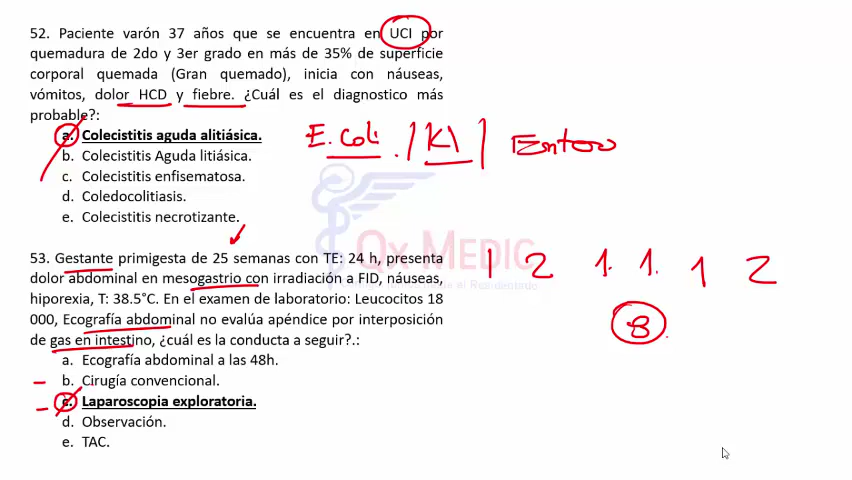 52. Paciente varón 37 años que se encuentra en UCI por
quemadura de 2do y 3er grado en más de 35% de superficie
corporal quemada (Gran quemado), inicia con náuseas,
vómitos, dolor HCD y fiebre. ¿Cuál es el diagnostico más
probable?:
a. Colecistitis aguda alitiásica.
b. Colecistitis Aguda litiásica.
c. Colecistitis enfisematosa.
d. Coledocolitiasis.
e. Colecistitis necrotizante.
E. Coli. / Kl / Entero
53. Gestante primigesta de 25 semanas con TE: 24 h, presenta
dolor abdominal en mesogastrio con irradiación a FID, náuseas,
hiporexia, T: 38.5°C. En el examen de laboratorio: Leucocitos 18
000, Ecografía abdominal no evalúa apéndice por interposición
de gas en intestino, ¿cuál es la conducta a seguir?.:
a. Ecografía abdominal a las 48h.
b. Cirugía convencional.
c. Laparoscopia exploratoria.
d. Observación.
e. TAC.
Qx MEDIC
1 2 1. 1. 1 2
8